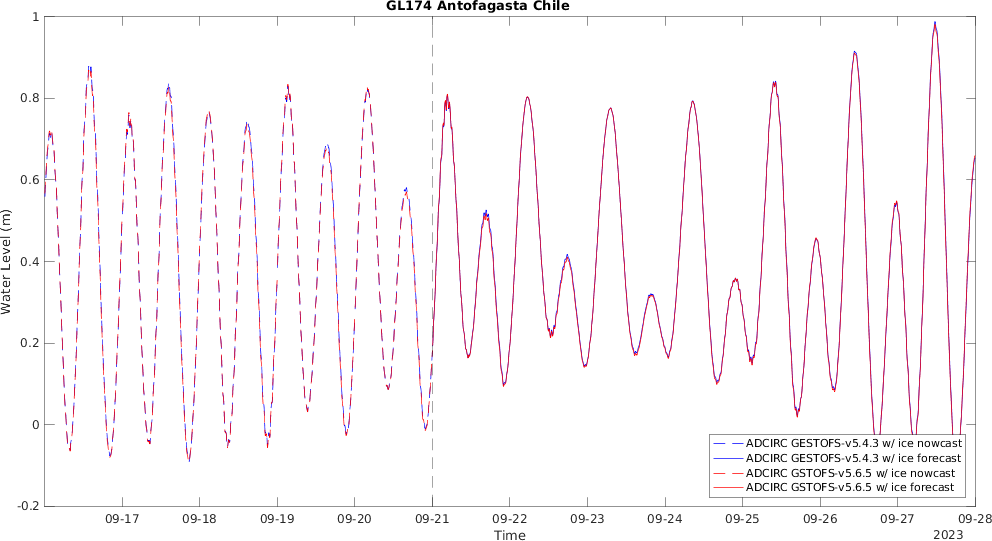 GL174 Antofagasta Chile
1
0.8
0.6
0.4
0.2
0
-0.2
Water Level (m)
09-17 09-18 09-19 09-20 09-21 09-22 09-23 09-24 09-25 09-26 09-27 09-28
Time
2023
ADCIRC GESTOFS-v5.4.3 w/ ice nowcast
ADCIRC GESTOFS-v5.4.3 w/ ice forecast
ADCIRC GSTOFS-v5.6.5 w/ ice nowcast
ADCIRC GSTOFS-v5.6.5 w/ ice forecast